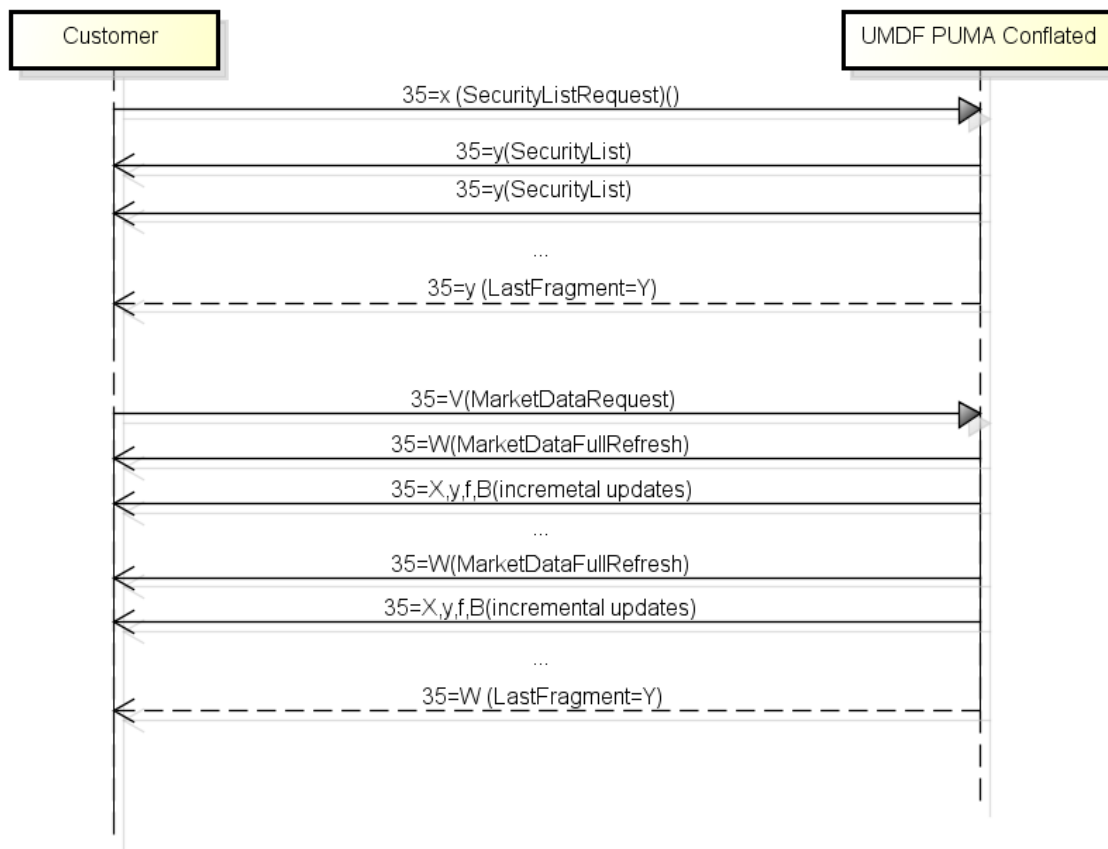 Customer
UMDF PUMA Conflated
35=x (SecurityListRequest)()
35=y(SecurityList)
35=y(SecurityList)
...
35=y (LastFragment=Y)
35=V(MarketDataRequest)
35=W(MarketDataFullRefresh)
35=X,y,f,B(incremetal updates)
...
35=W(MarketDataFullRefresh)
35=X,y,f,B(incremental updates)
...
35=W (LastFragment=Y)